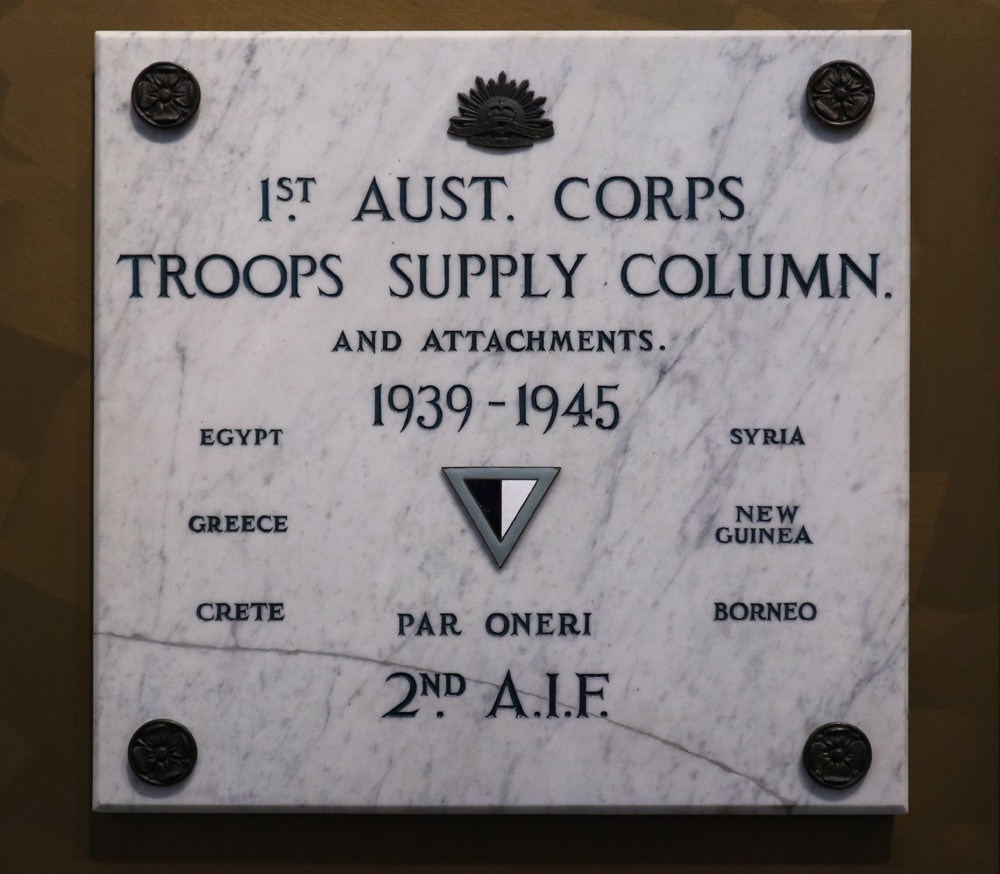 1ST. AUST. CORPS
TROOPS SUPPLY COLUMN.
AND ATTACHMENTS.
1939-1945
EGYPT
SYRIA
GREECE
NEW
GUINEA
CRETE
BORNEO
PAR ONERI
2ND. A.I.F.